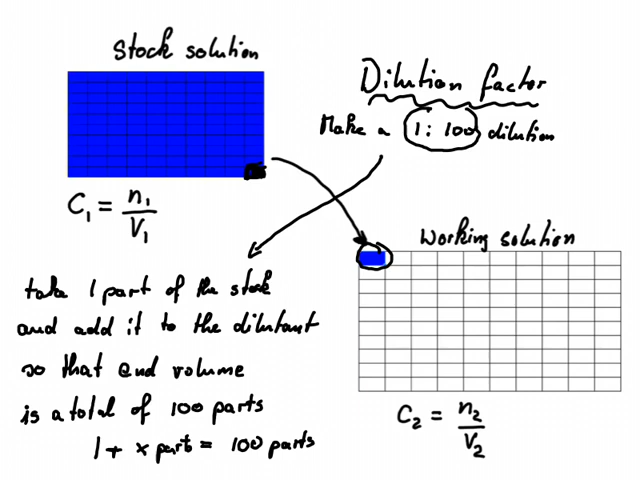 Stock solution
Dilution factor
Make a 1:100 dilution
C₁ = n₁/V₁
Working solution
take 1 part of the stock
and add it to the dilutant
so that end volume
is a total of 100 parts
1 + x part = 100 parts
C₂ = n₂/V₂